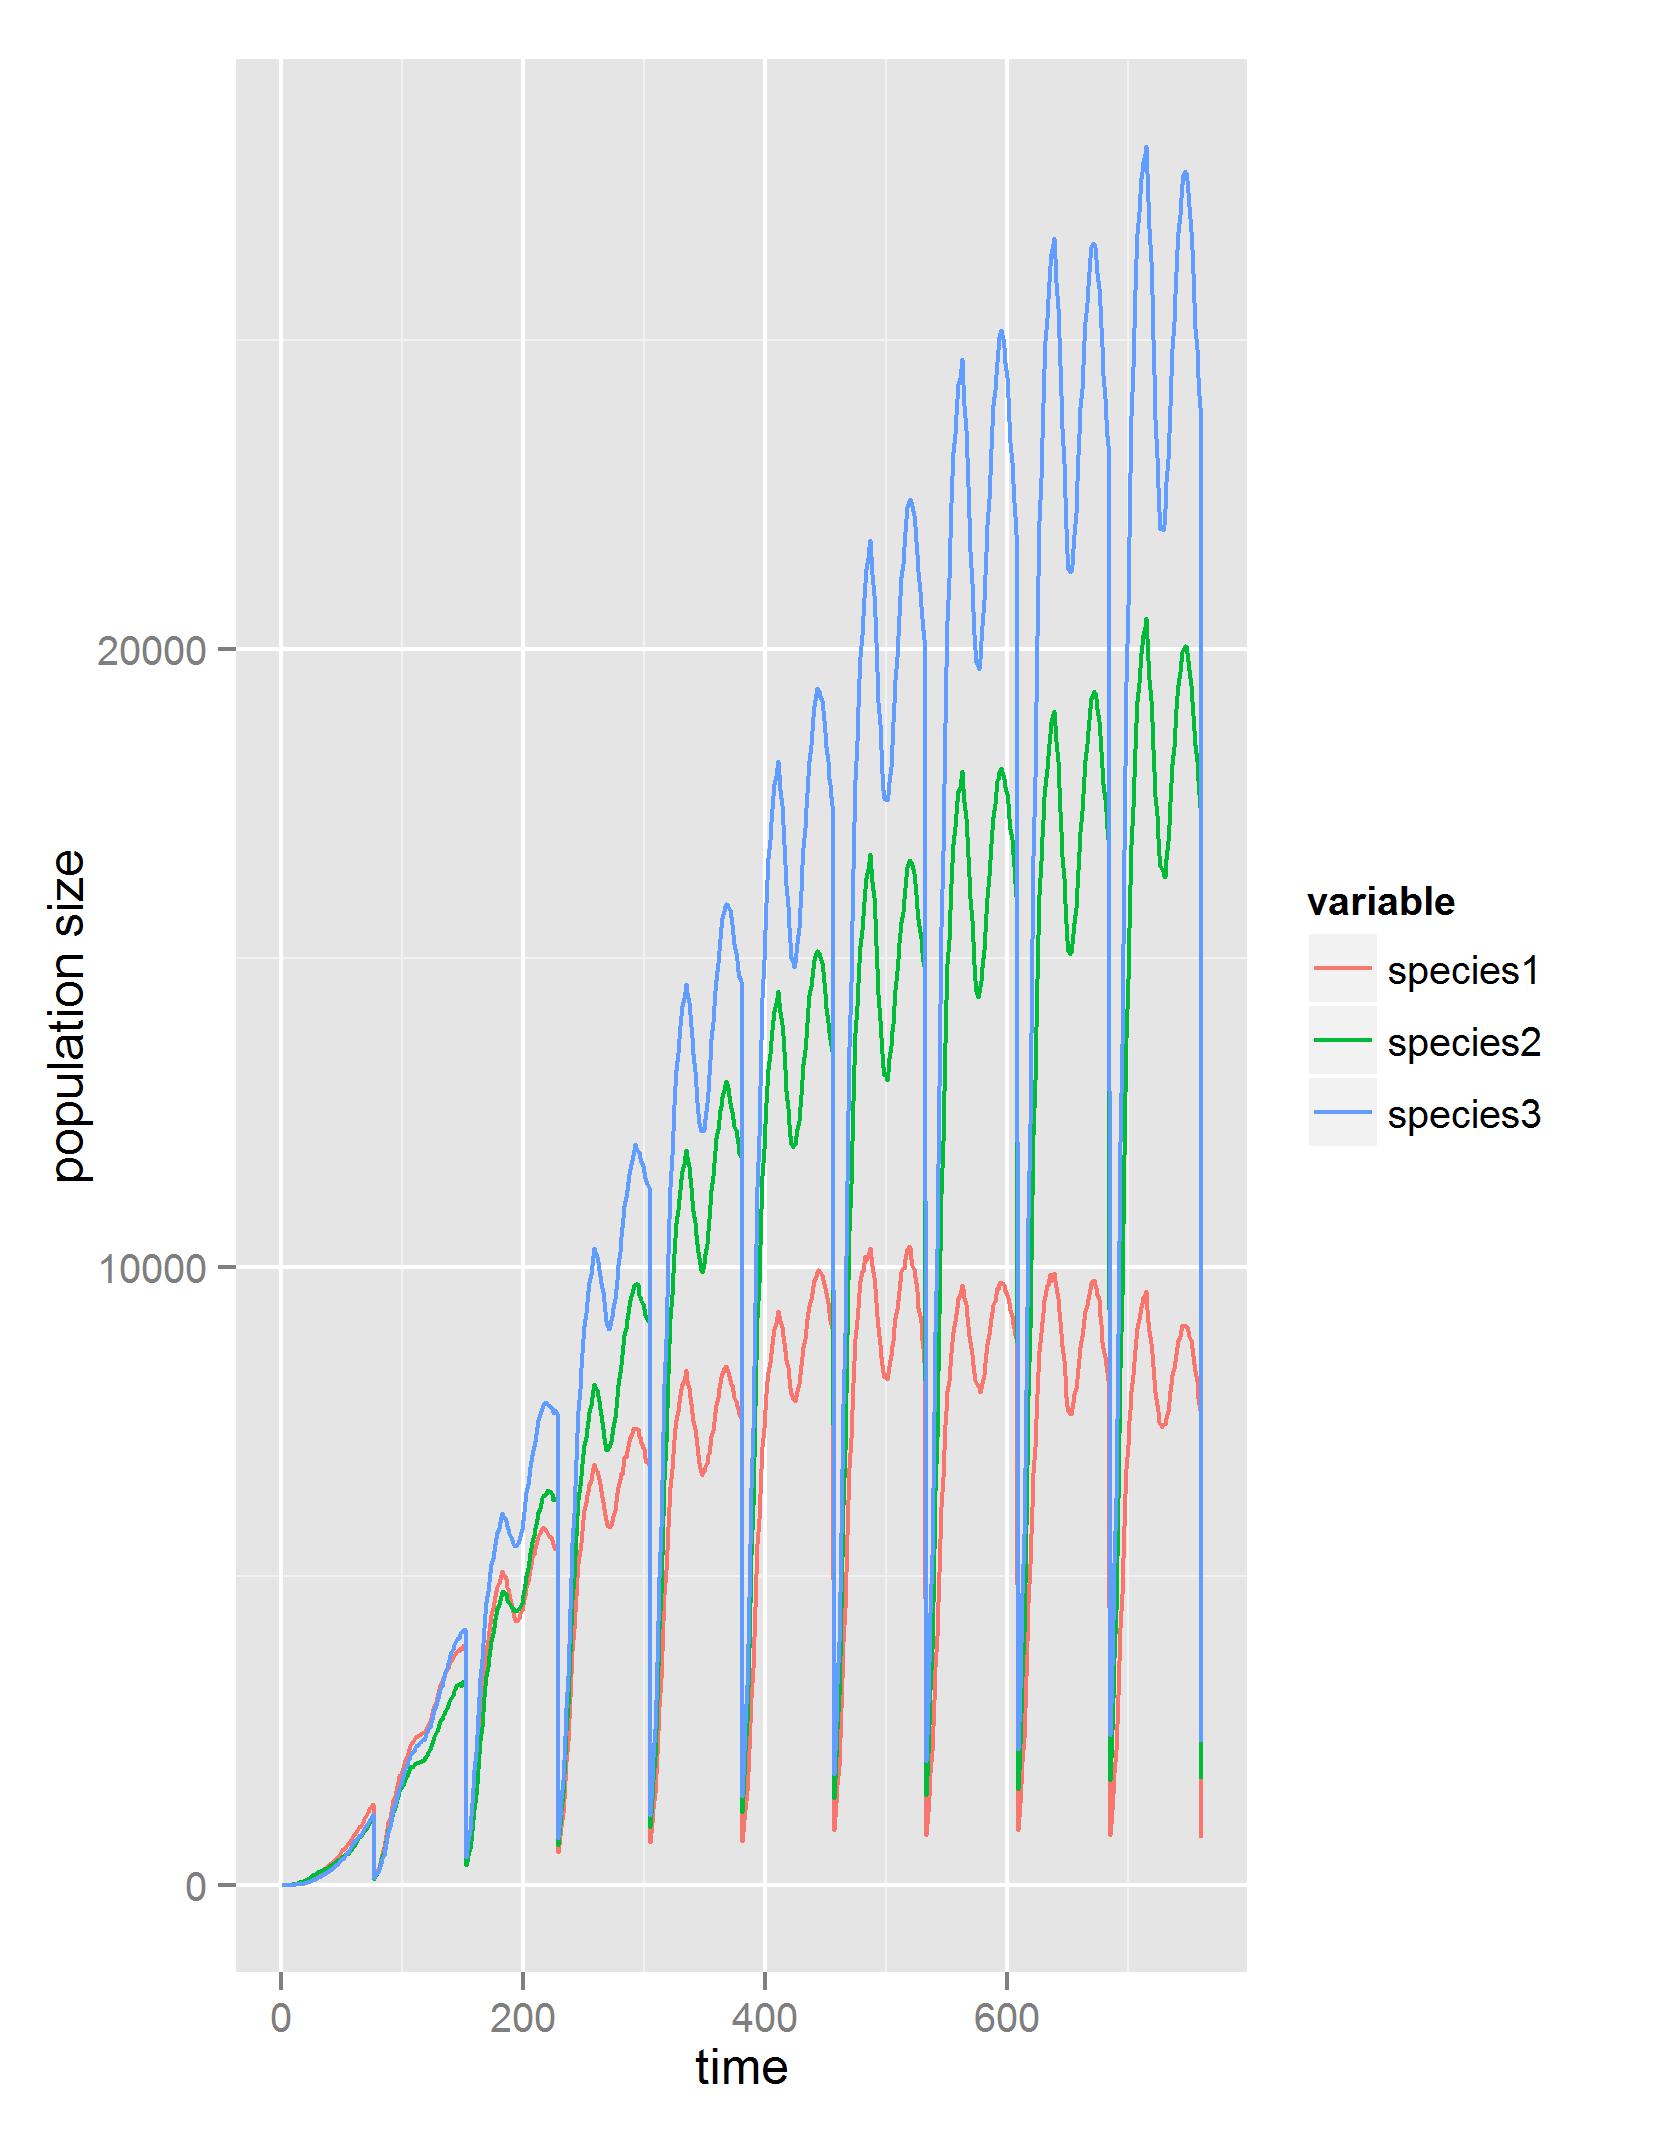 population size
20000
10000
0
0 200 400 600
time
variable
species1
species2
species3